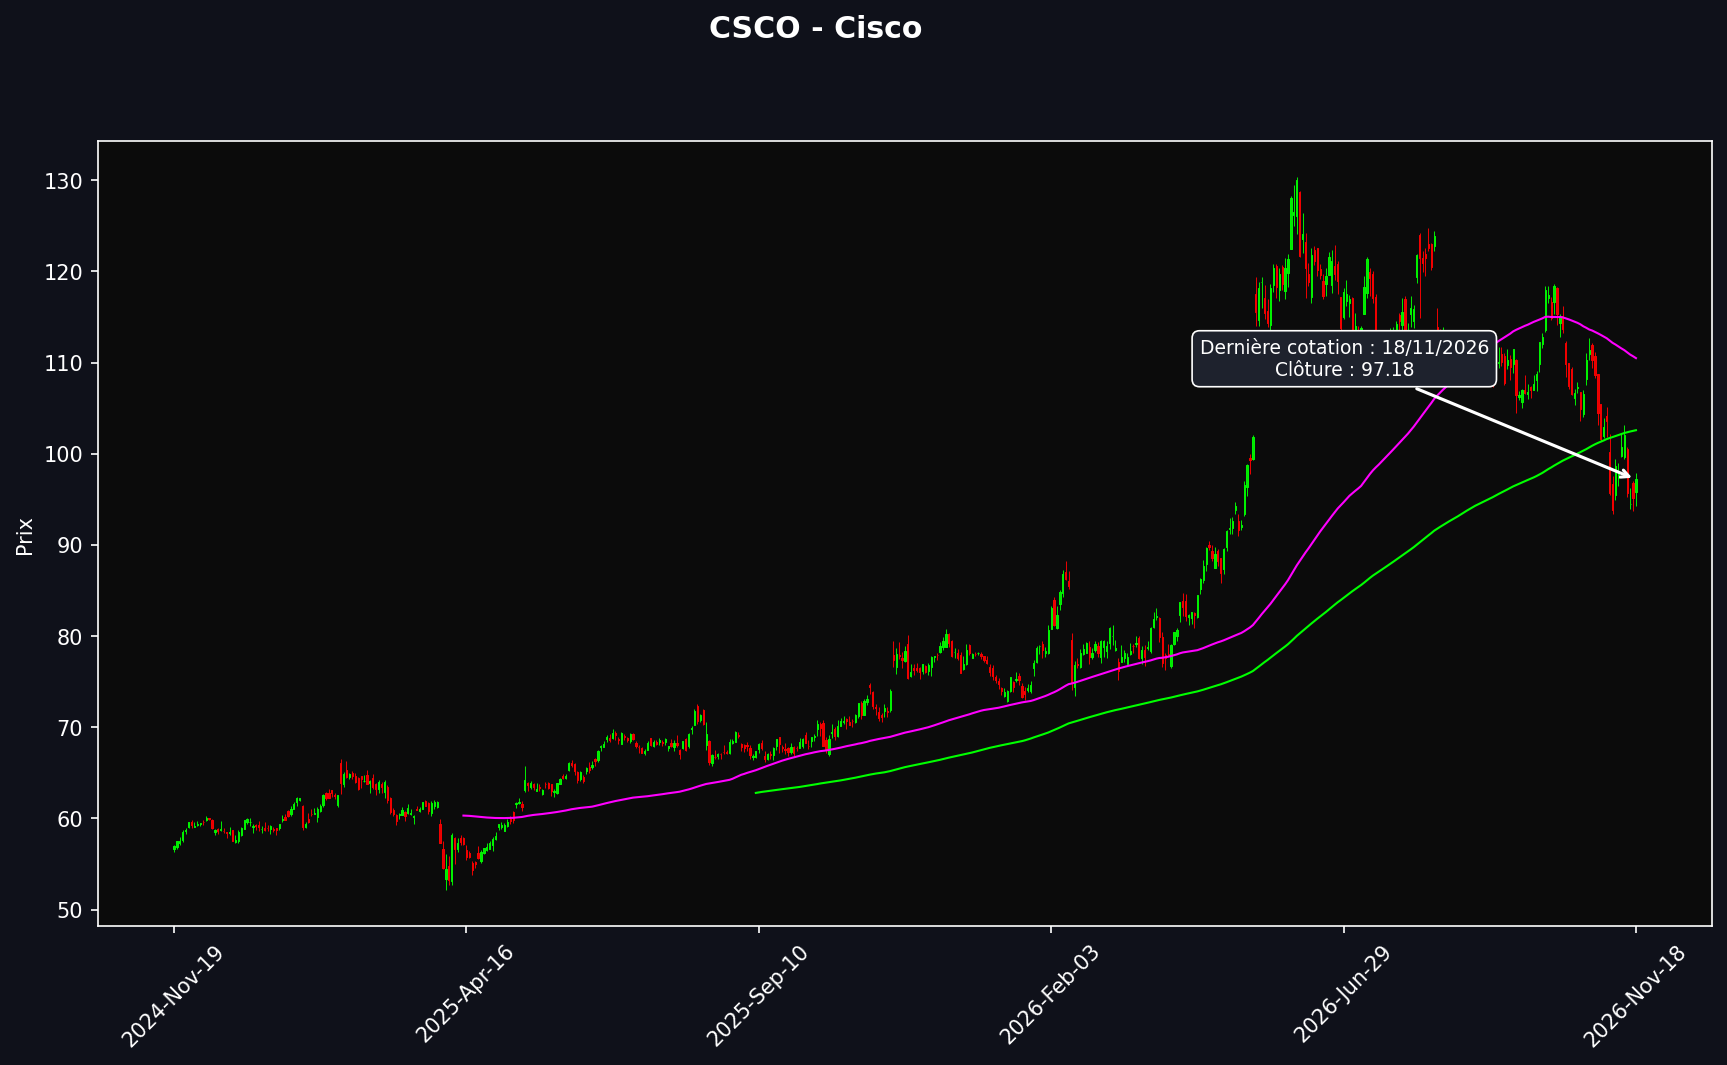 CSCO - Cisco
130
120
110
100
90
80
70
60
50
Prix
Dernière cotation : 18/11/2026
Clôture : 97.18
2024-Nov-19
2025-Apr-16
2025-Sep-10
2026-Feb-03
2026-Jun-29
2026-Nov-18